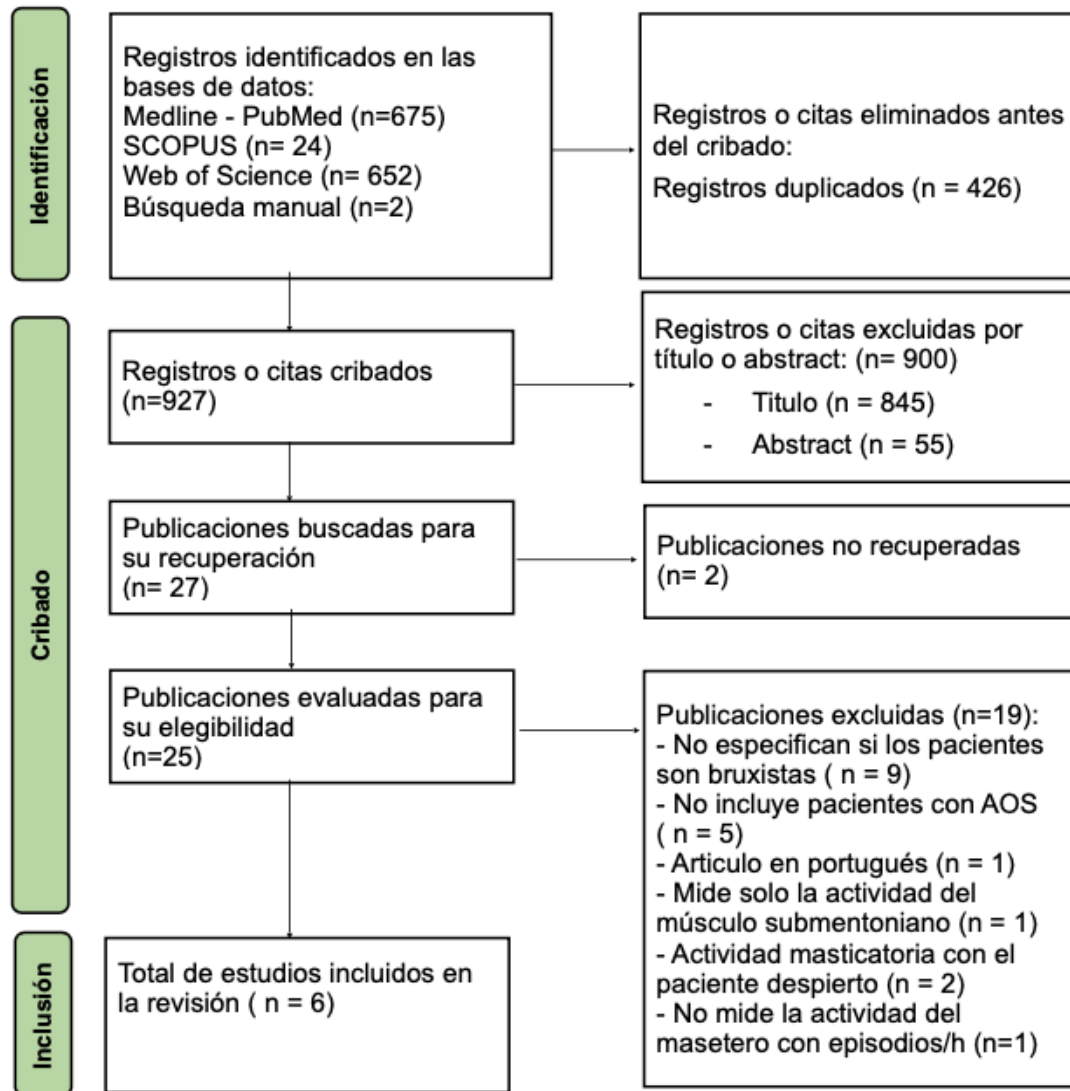 Identificación
Registros identificados en las
bases de datos:
Medline - PubMed (n=675)
SCOPUS (n= 24)
Web of Science (n= 652)
Búsqueda manual (n=2)
Registros o citas eliminados antes
del cribado:
Registros duplicados (n = 426)
Cribado
Registros o citas cribados
(n=927)
Registros o citas excluidas por
título o abstract: (n= 900)
- Titulo (n = 845)
- Abstract (n = 55)
Publicaciones buscadas para
su recuperación
(n= 27)
Publicaciones no recuperadas
(n= 2)
Publicaciones evaluadas para
su elegibilidad
(n=25)
Publicaciones excluidas (n=19):
- No especifican si los pacientes
son bruxistas ( n = 9)
- No incluye pacientes con AOS
( n = 5)
- Articulo en portugués (n = 1)
- Mide solo la actividad del
músculo submentoniano (n = 1)
- Actividad masticatoria con el
paciente despierto (n = 2)
- No mide la actividad del
masetero con episodios/h (n=1)
Inclusión
Total de estudios incluidos en
la revisión ( n = 6)